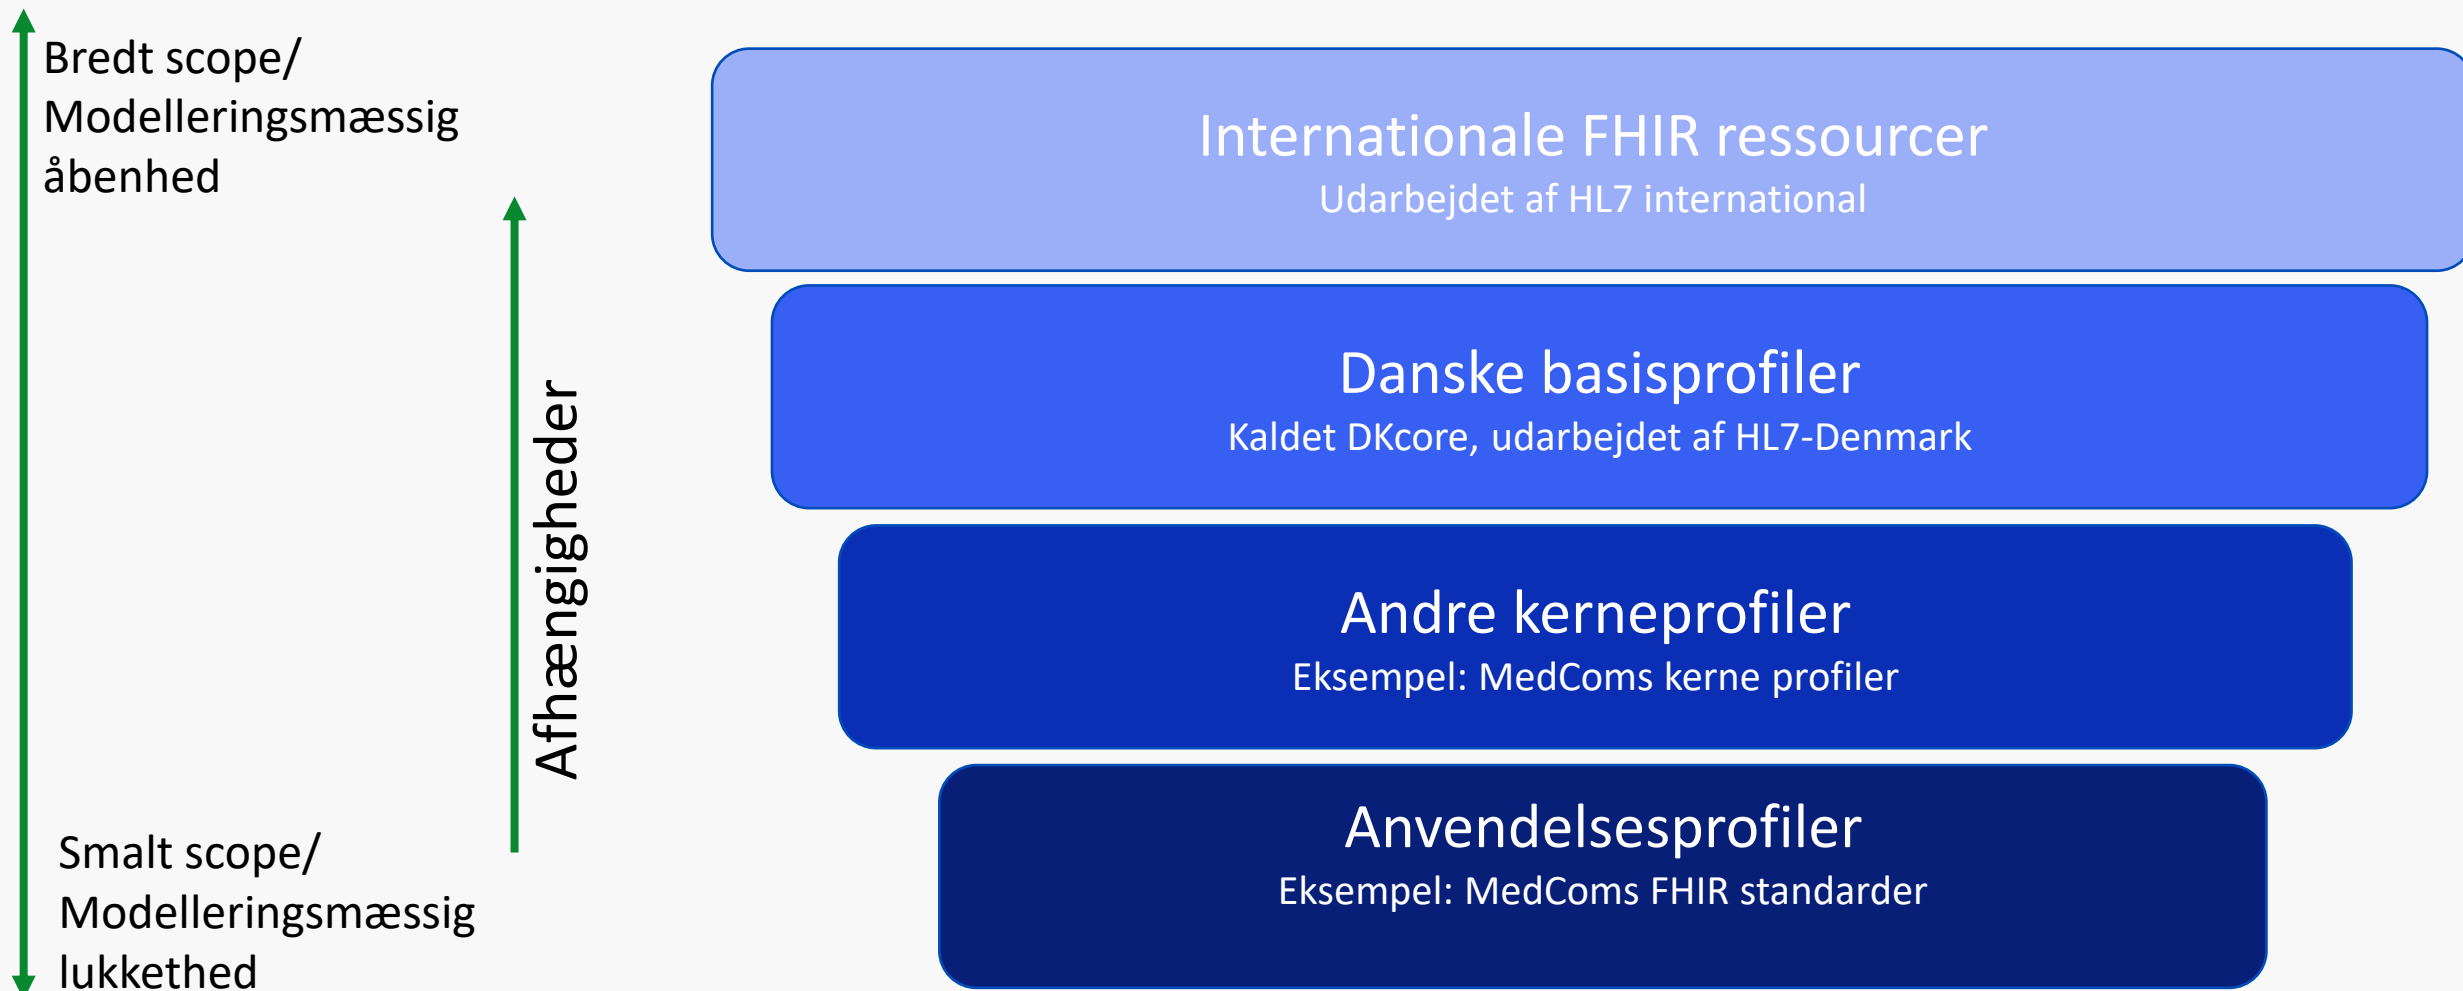 Bredt scope/
Modelleringsmæssig
åbenhed
Internationale FHIR ressourcer
Udarbejdet af HL7 international
Danske basisprofiler
Kaldet DKcore, udarbejdet af HL7-Denmark
Afhængigheder
Andre kerneprofiler
Eksempel: MedComs kerne profiler
Anvendelsesprofiler
Eksempel: MedComs FHIR standarder
Smalt scope/
Modelleringsmæssig
lukkethed